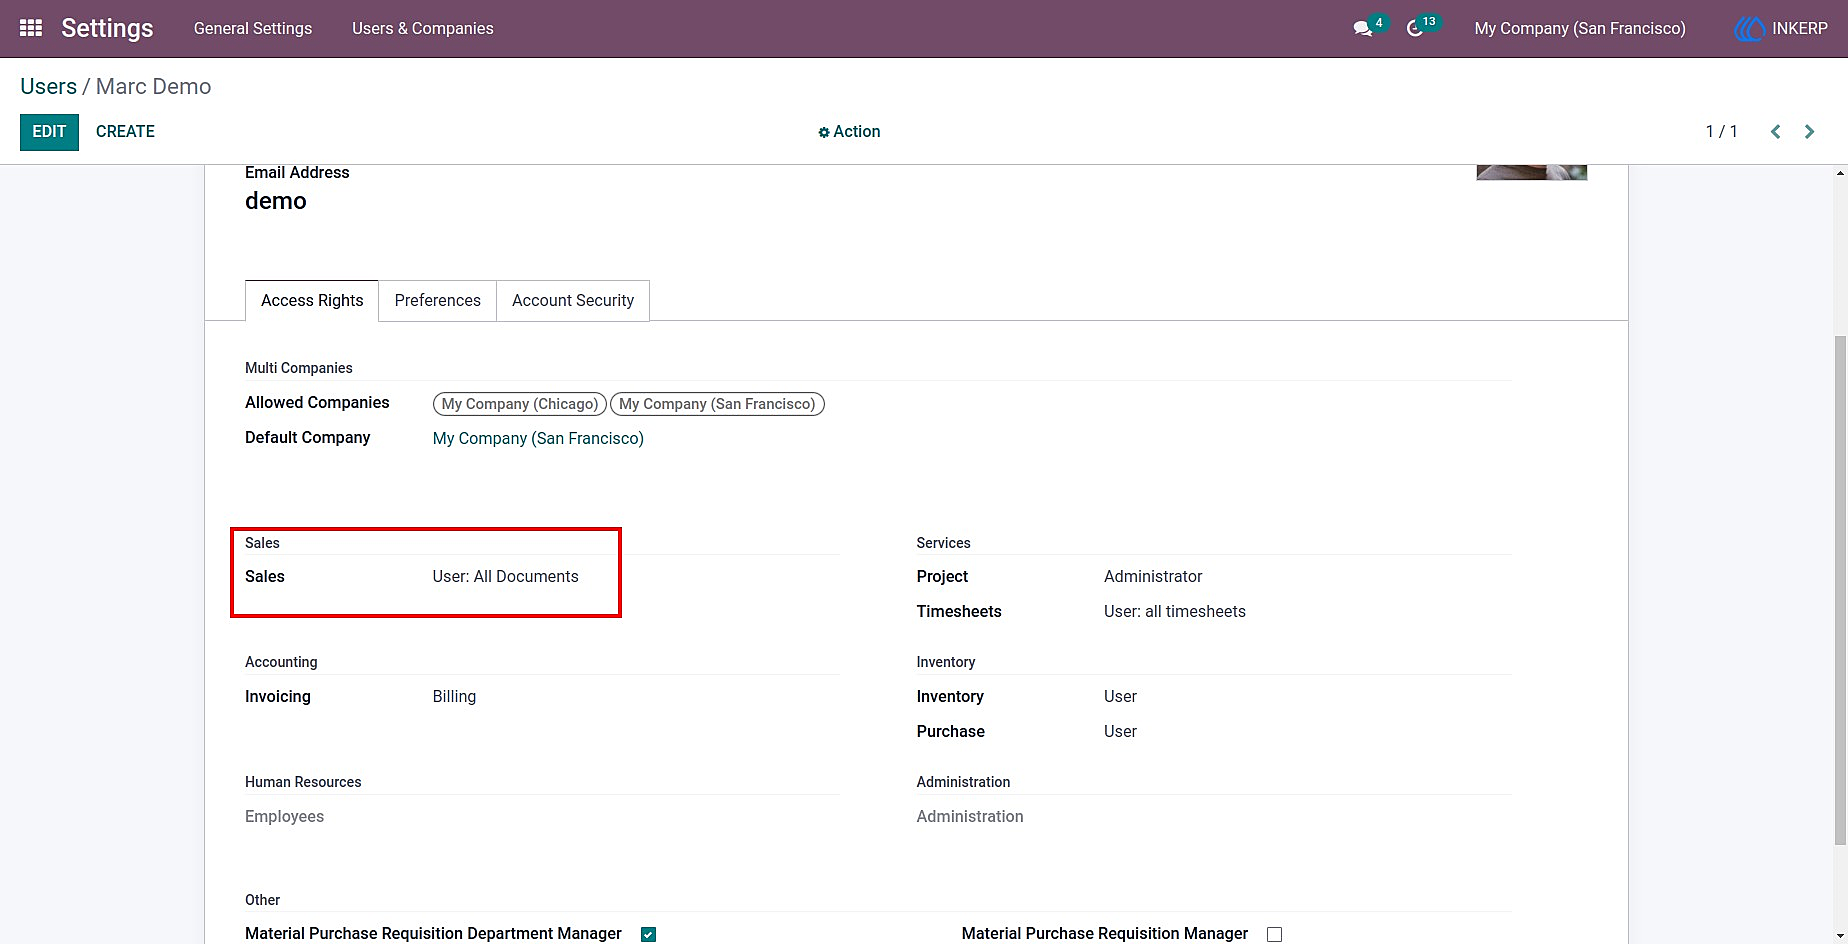 Settings General Settings Users & Companies 4 13 My Company (San Francisco) INKERP
Users / Marc Demo
EDIT CREATE Action 1 / 1
Email Address
demo
Access Rights Preferences Account Security
Multi Companies
Allowed Companies My Company (Chicago) My Company (San Francisco)
Default Company My Company (San Francisco)
Sales Services
Sales User: All Documents Project Administrator
Timesheets User: all timesheets
Accounting Inventory
Invoicing Billing Inventory User
Purchase User
Human Resources Administration
Employees Administration
Other
Material Purchase Requisition Department Manager Material Purchase Requisition Manager